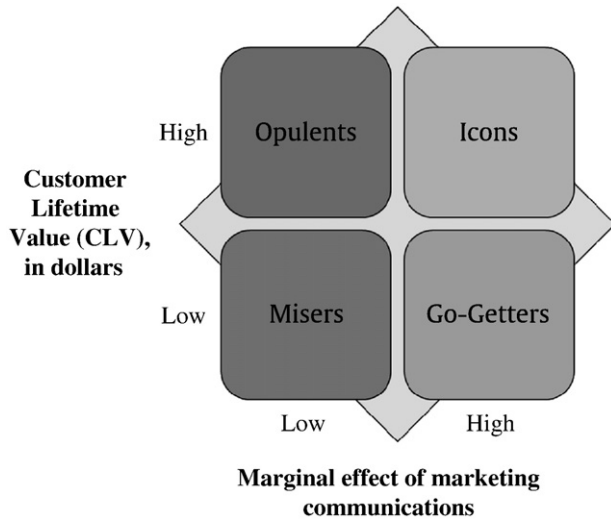 High
Opulents
Icons
Customer
Lifetime
Value (CLV),
in dollars
Low
Misers
Go-Getters
Low
High
Marginal effect of marketing
communications